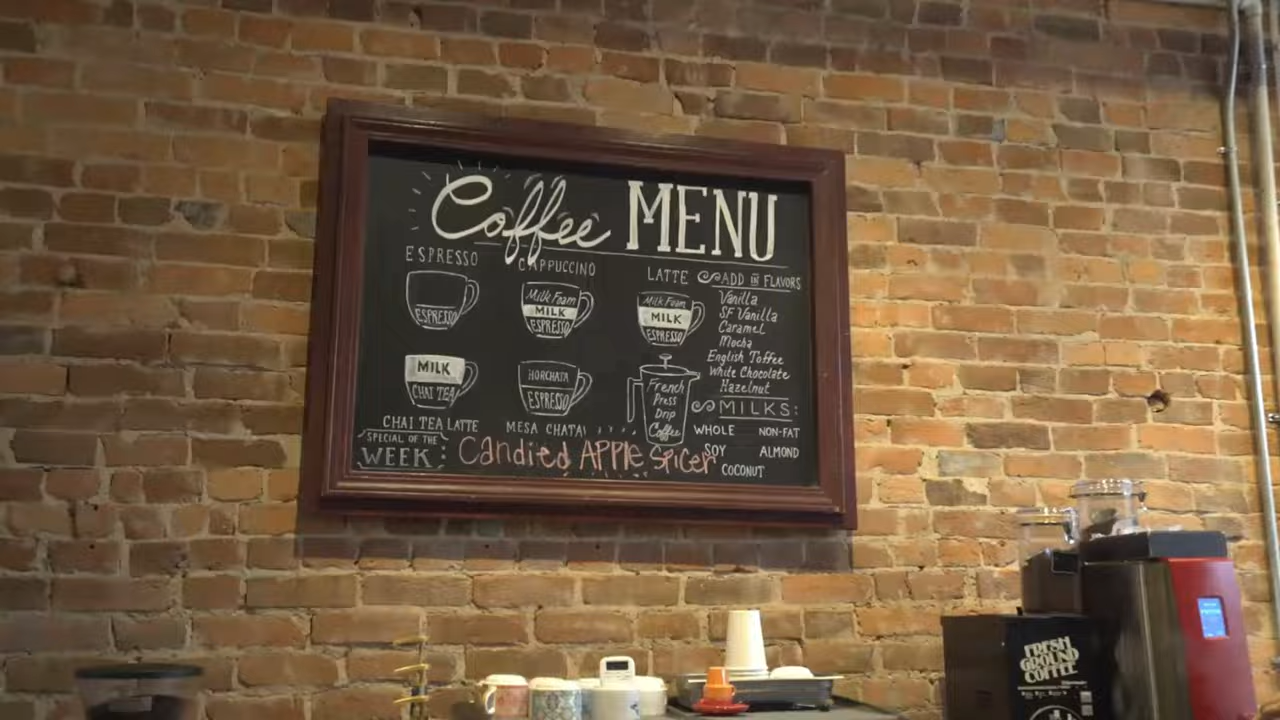 Coffee MENU
ESPRESSO
ESPRESSO
CAPPUCCINO
Milk Foam
MILK
ESPRESSO
LATTE
Milk Foam
MILK
ESPRESSO
ADD IN FLAVORS
Vanilla
SF Vanilla
Caramel
Mocha
English Toffee
White Chocolate
Hazelnut
MILK
CHAI TEA
CHAI TEA LATTE
HORCHATA
ESPRESSO
MESA CHATA!
French
Press
Drip
Coffee
MILKS:
WHOLE NON-FAT
SOY ALMOND
COCONUT
SPECIAL OF THE
WEEK:
Candied APPle Spicer
FRESH
GROUND
COFFEE